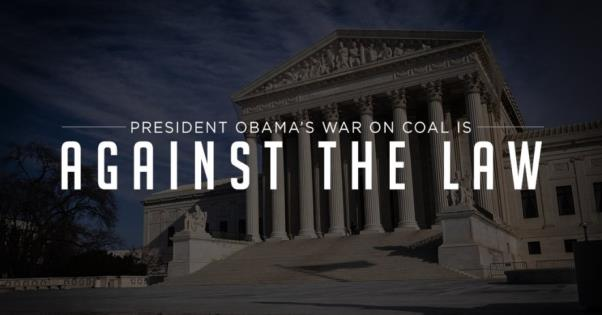 PRESIDENT OBAMA'S WAR ON COAL IS
AGAINST THE LAW